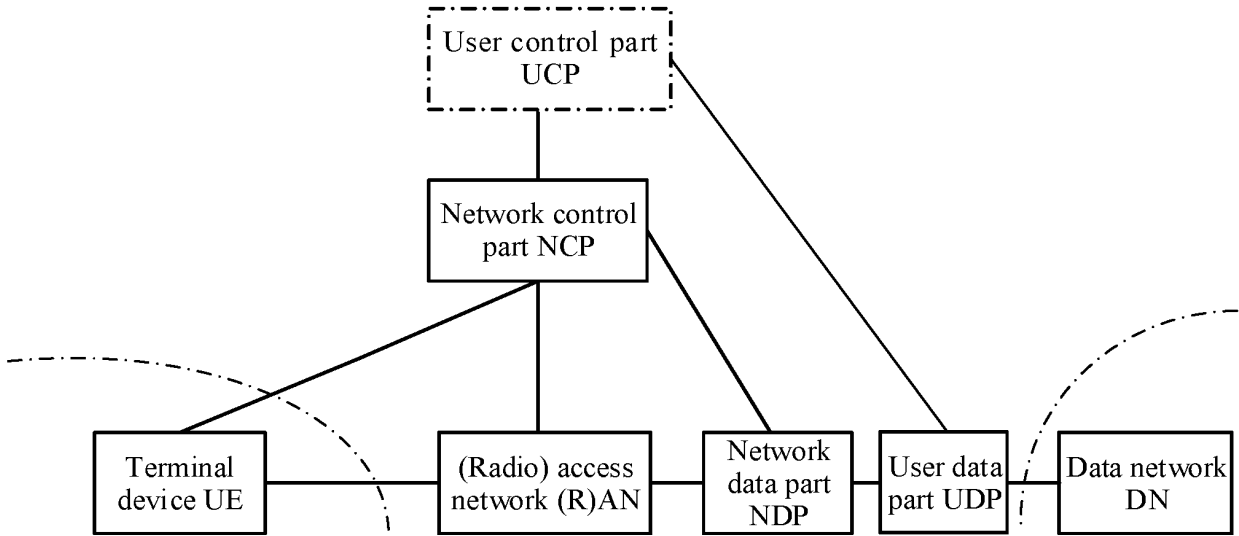 User control part
UCP
Network control
part NCP
Terminal
device UE
(Radio) access
network (R)AN
Network
data part
NDP
User data
part UDP
Data network
DN